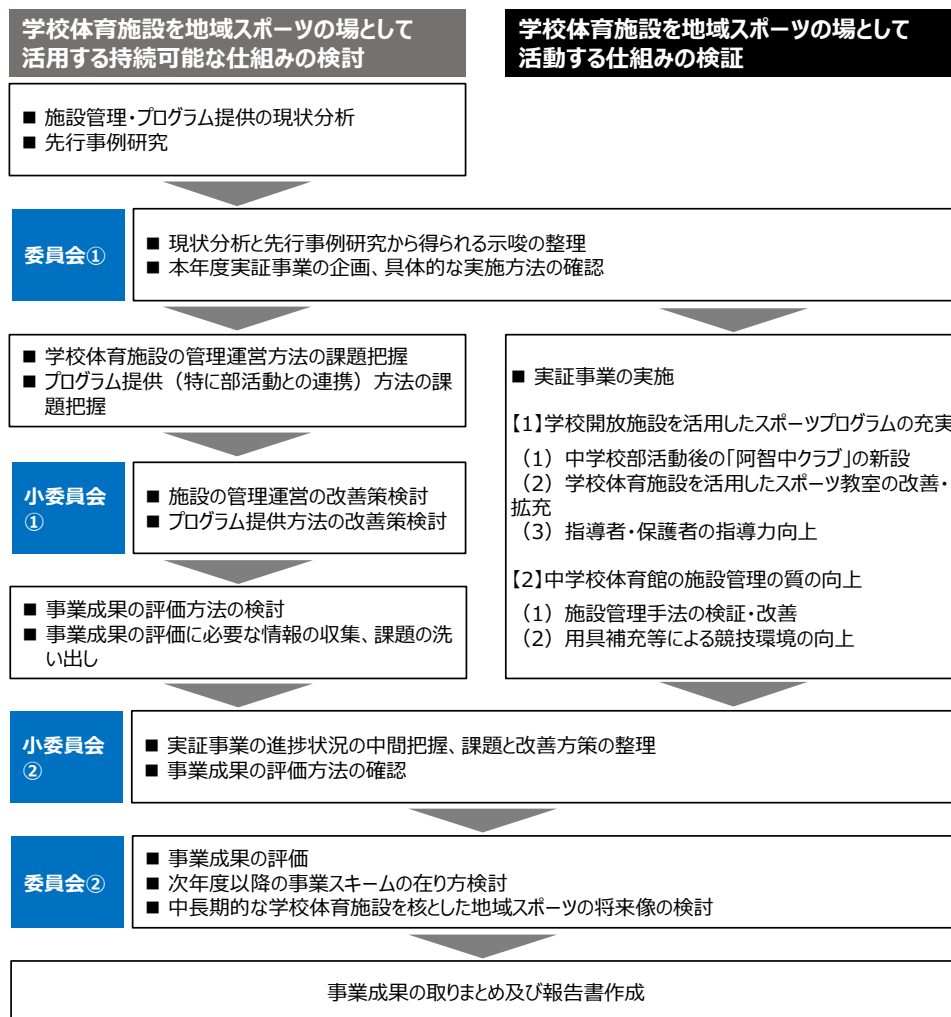 学校体育施設を地域スポーツの場として
活用する持続可能な仕組みの検討
学校体育施設を地域スポーツの場として
活動する仕組みの検証
■ 施設管理・プログラム提供の現状分析
■ 先行事例研究
委員会①
■ 現状分析と先行事例研究から得られる示唆の整理
■ 本年度実証事業の企画、具体的な実施方法の確認
■ 学校体育施設の管理運営方法の課題把握
■ プログラム提供（特に部活動との連携）方法の課
題把握
小委員会
①
■ 施設の管理運営の改善策検討
■ プログラム提供方法の改善策検討
■ 事業成果の評価方法の検討
■ 事業成果の評価に必要な情報の収集、課題の洗
い出し
■ 実証事業の実施
【1】学校開放施設を活用したスポーツプログラムの充実
（1）中学校部活動後の「阿智中クラブ」の新設
（2）学校体育施設を活用したスポーツ教室の改善・
拡充
（3）指導者・保護者の指導力向上
【2】中学校体育館の施設管理の質の向上
（1）施設管理手法の検証・改善
（2）用具補充等による競技環境の向上
小委員会
②
■ 実証事業の進捗状況の中間把握、課題と改善方策の整理
■ 事業成果の評価方法の確認
委員会②
■ 事業成果の評価
■ 次年度以降の事業スキームの在り方検討
■ 中長期的な学校体育施設を核とした地域スポーツの将来像の検討
事業成果の取りまとめ及び報告書作成